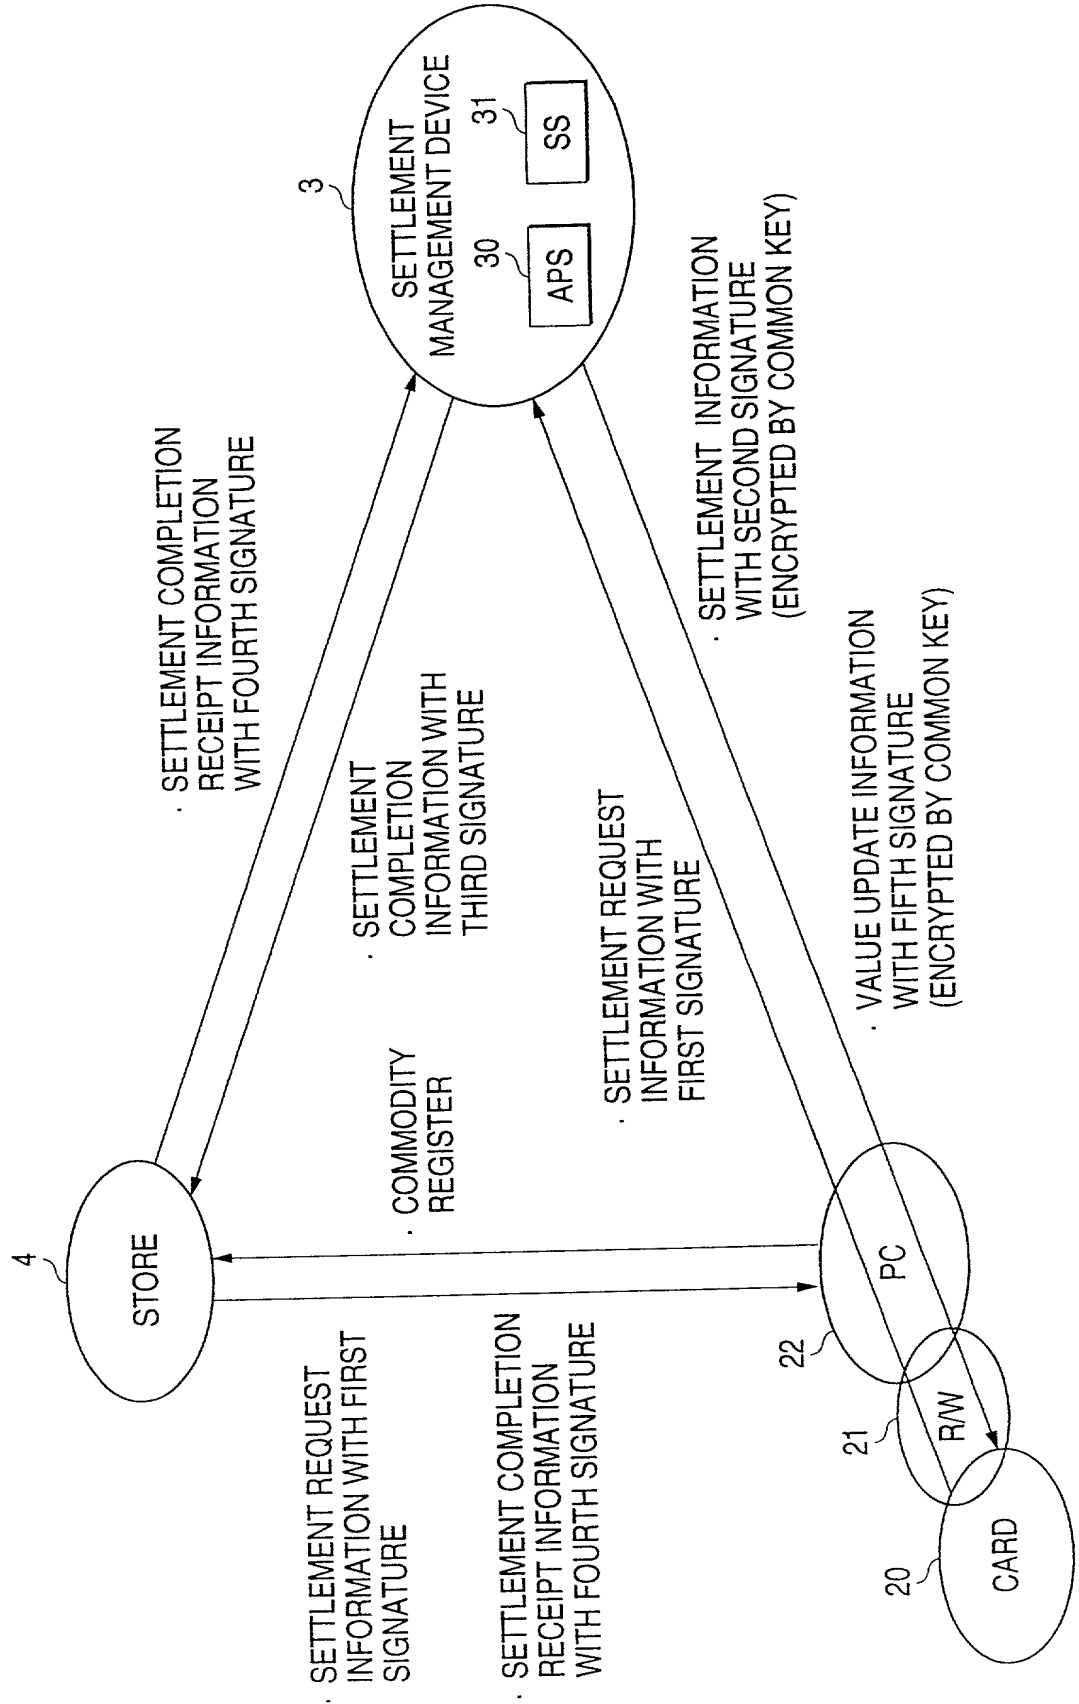 4
STORE
3
SETTLEMENT
MANAGEMENT DEVICE
30
APS
31
SS
· SETTLEMENT COMPLETION
RECEIPT INFORMATION
WITH FOURTH SIGNATURE
· SETTLEMENT
COMPLETION
INFORMATION WITH
THIRD SIGNATURE
· COMMODITY
REGISTER
· SETTLEMENT REQUEST
INFORMATION WITH FIRST
SIGNATURE
· SETTLEMENT COMPLETION
RECEIPT INFORMATION
WITH FOURTH SIGNATURE
· SETTLEMENT REQUEST
INFORMATION WITH
FIRST SIGNATURE
· SETTLEMENT INFORMATION
WITH SECOND SIGNATURE
(ENCRYPTED BY COMMON KEY)
· VALUE UPDATE INFORMATION
WITH FIFTH SIGNATURE
(ENCRYPTED BY COMMON KEY)
22
PC
21
R/W
20
CARD